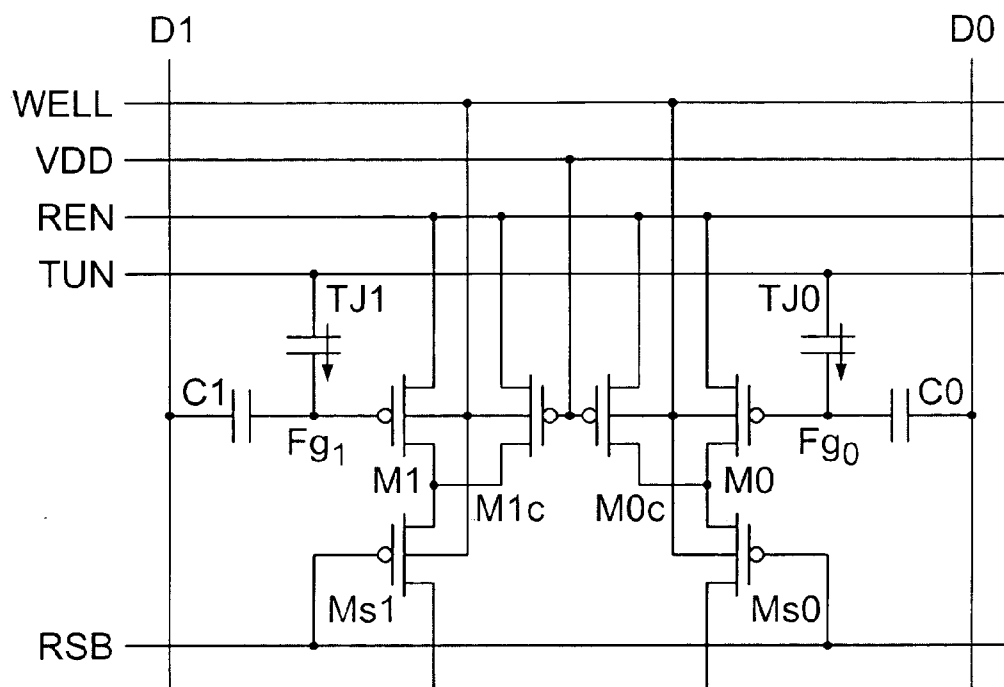 D1 D0
WELL
VDD
REN
TUN
TJ1 TJ0
C1 C0
Fg₁ Fg₀
M1 M1c M0c M0
Ms1 Ms0
RSB